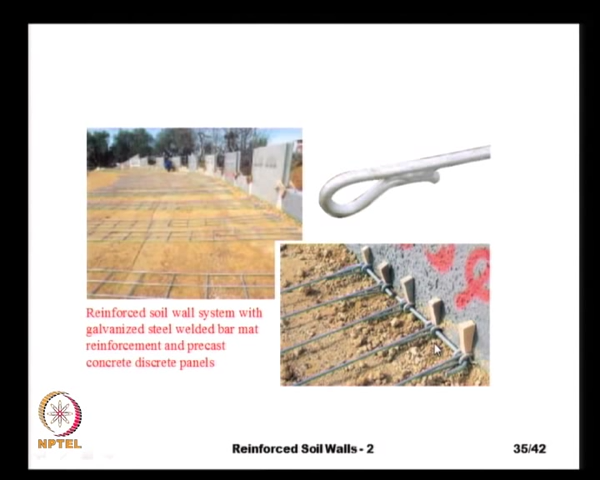 Reinforced soil wall system with
galvanized steel welded bar mat
reinforcement and precast
concrete discrete panels
NPTEL
Reinforced Soil Walls - 2
35/42